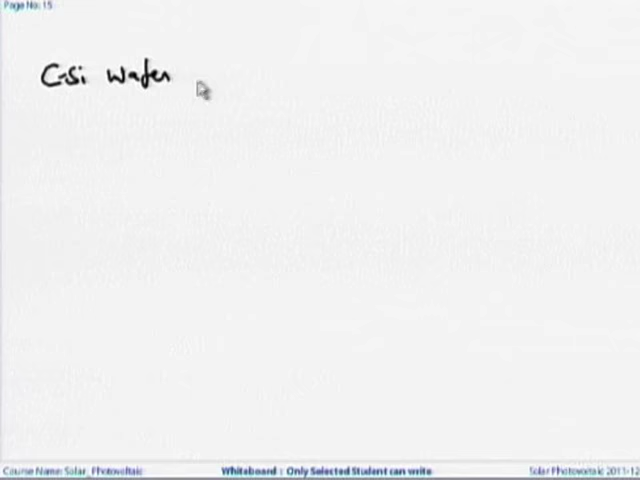 Page No: 15
C-Si Wafer
Course Name: Solar_Photovoltaic
Whiteboard : Only Selected Student can write
Solar Photovoltaic 2011-12